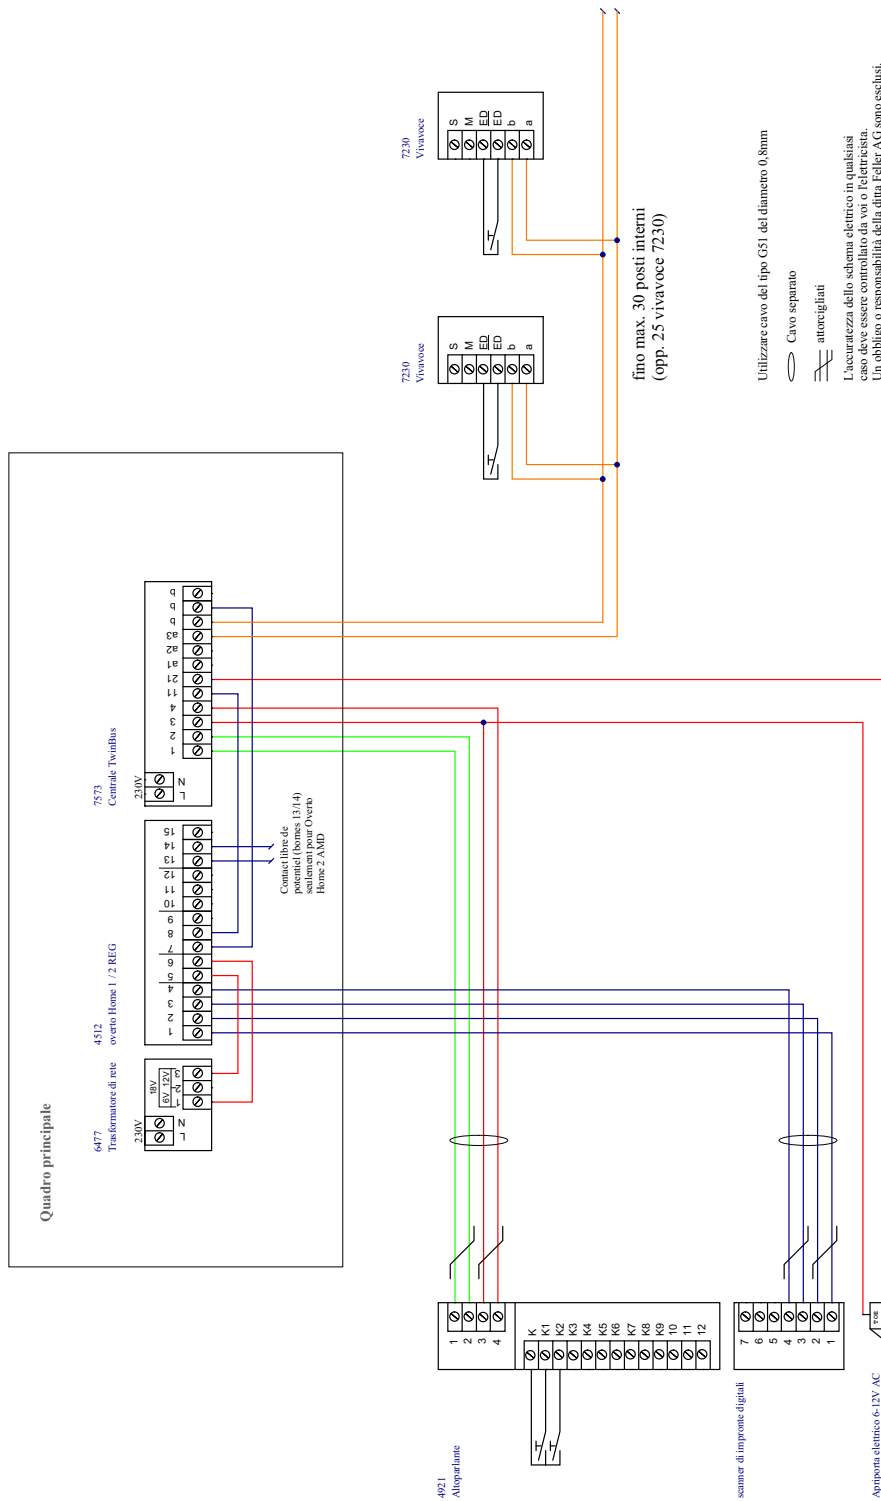 Quadro principale
6477
Trasformatore di rete
230V
L
N
18V
6V
12V
1
2
3
4512
overto Home 1 / 2 REG
1
2
3
4
5
6
7
8
9
10
11
12
13
14
15
Contact libre de
potentiel (bornes 13/14)
seulement pour Overto
Home 2 AMD
7573
Centrale TwinBus
230V
L
N
1
2
3
4
11
21
a1
a2
a3
b
b
b
7230
Vivavoce
S
M
ED
ED
b
a
7230
Vivavoce
S
M
ED
ED
b
a
fino max. 30 posti interni
(opp. 25 vivavoce 7230)
Utilizzare cavo del tipo G51 del diametro 0,8mm
Cavo separato
attorcigliati
L'accuratezza dello schema elettrico in qualsiasi
caso deve essere controllato da voi o l'elettricista.
Un obbligo o responsabilità della ditta Feller AG sono esclusi.
4921
Altoparlante
1
2
3
4
K
K1
K2
K3
K4
K5
K6
K7
K8
K9
10
11
12
scanner di impronte digitali
7
6
5
4
3
2
1
Apriporta elettrico 6-12V AC